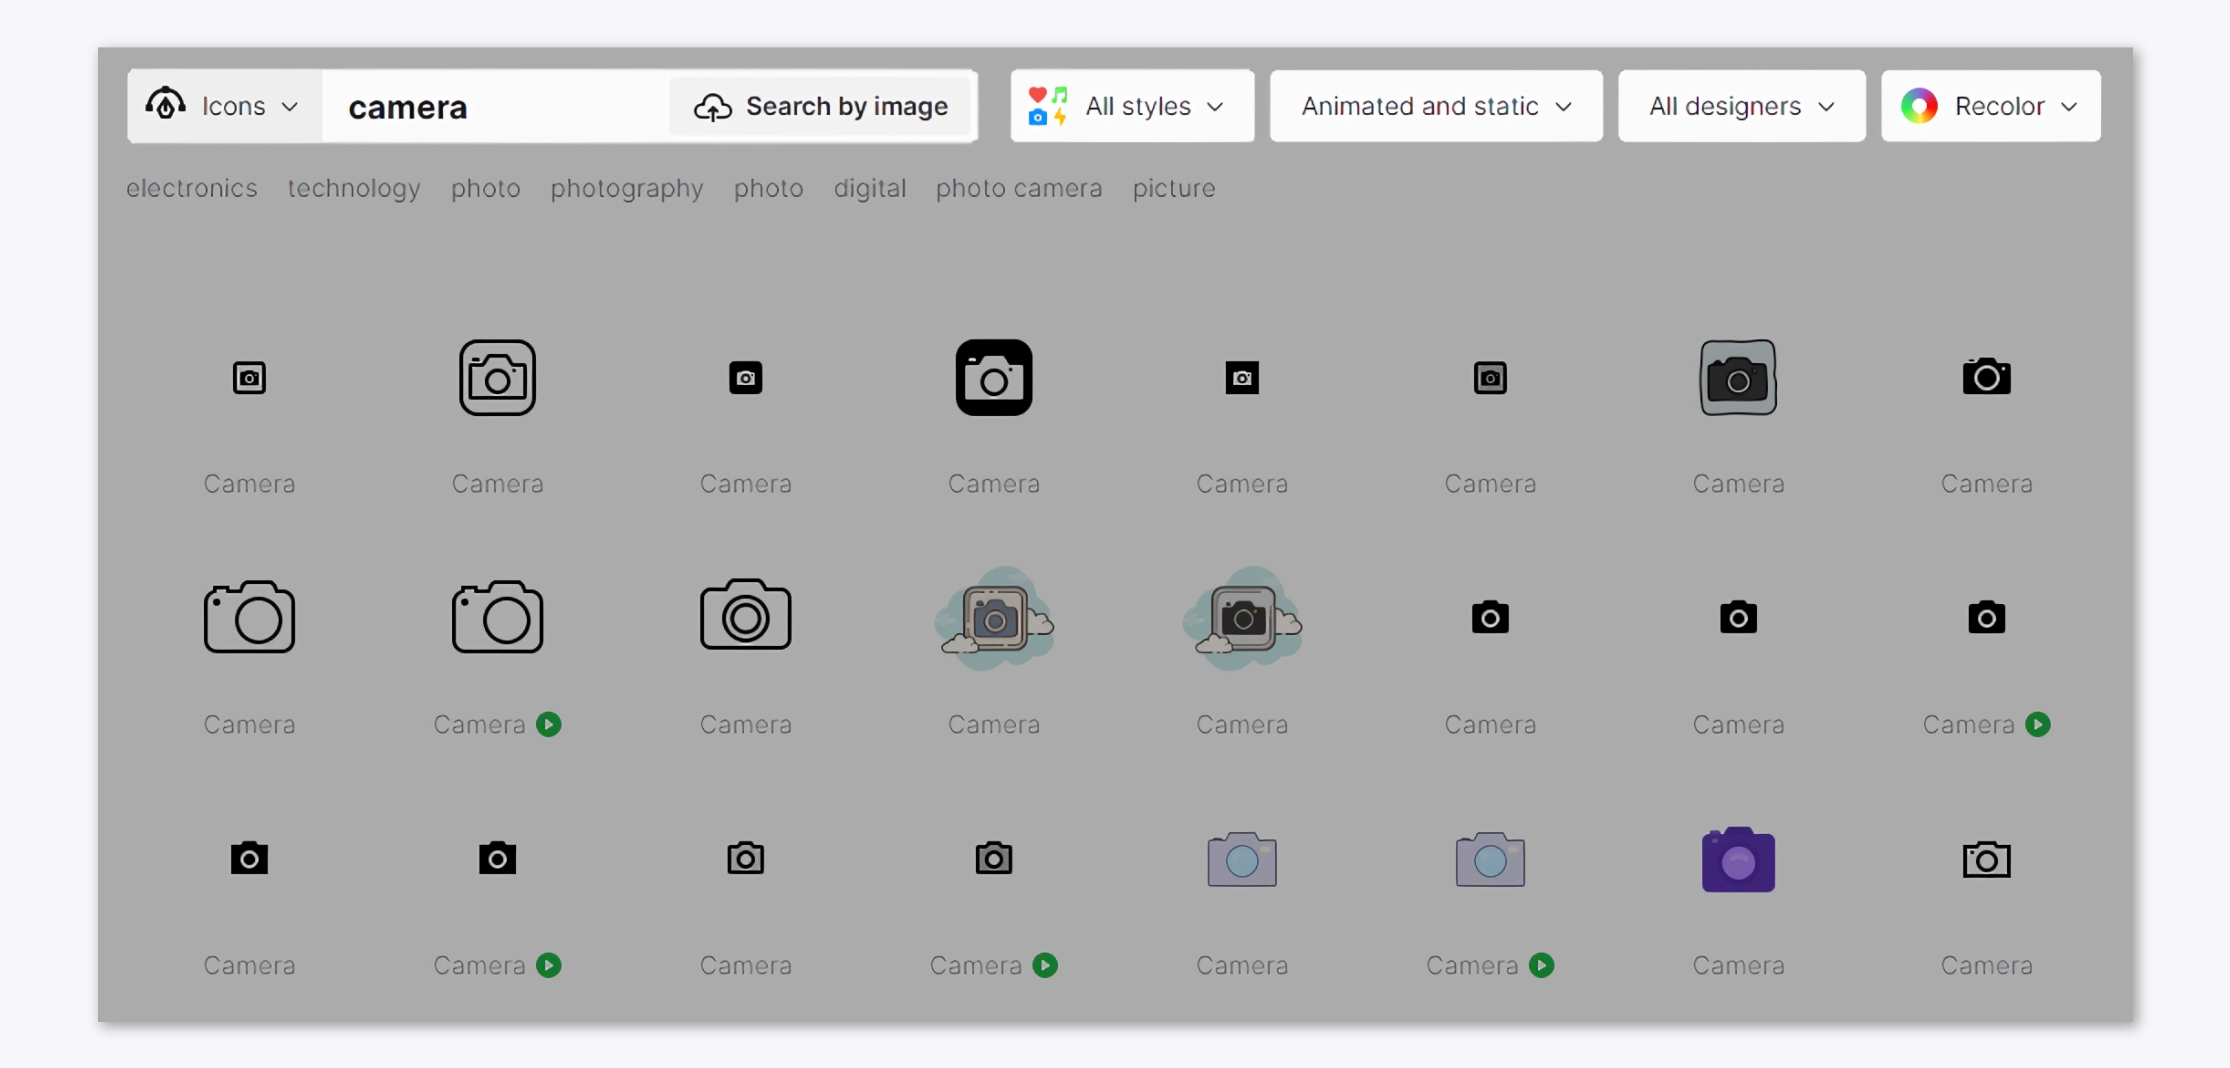 Icons camera Search by image All styles Animated and static All designers Recolor
electronics technology photo photography photo digital photo camera picture
Camera Camera Camera Camera Camera Camera Camera Camera
Camera Camera Camera Camera Camera Camera Camera Camera
Camera Camera Camera Camera Camera Camera Camera Camera